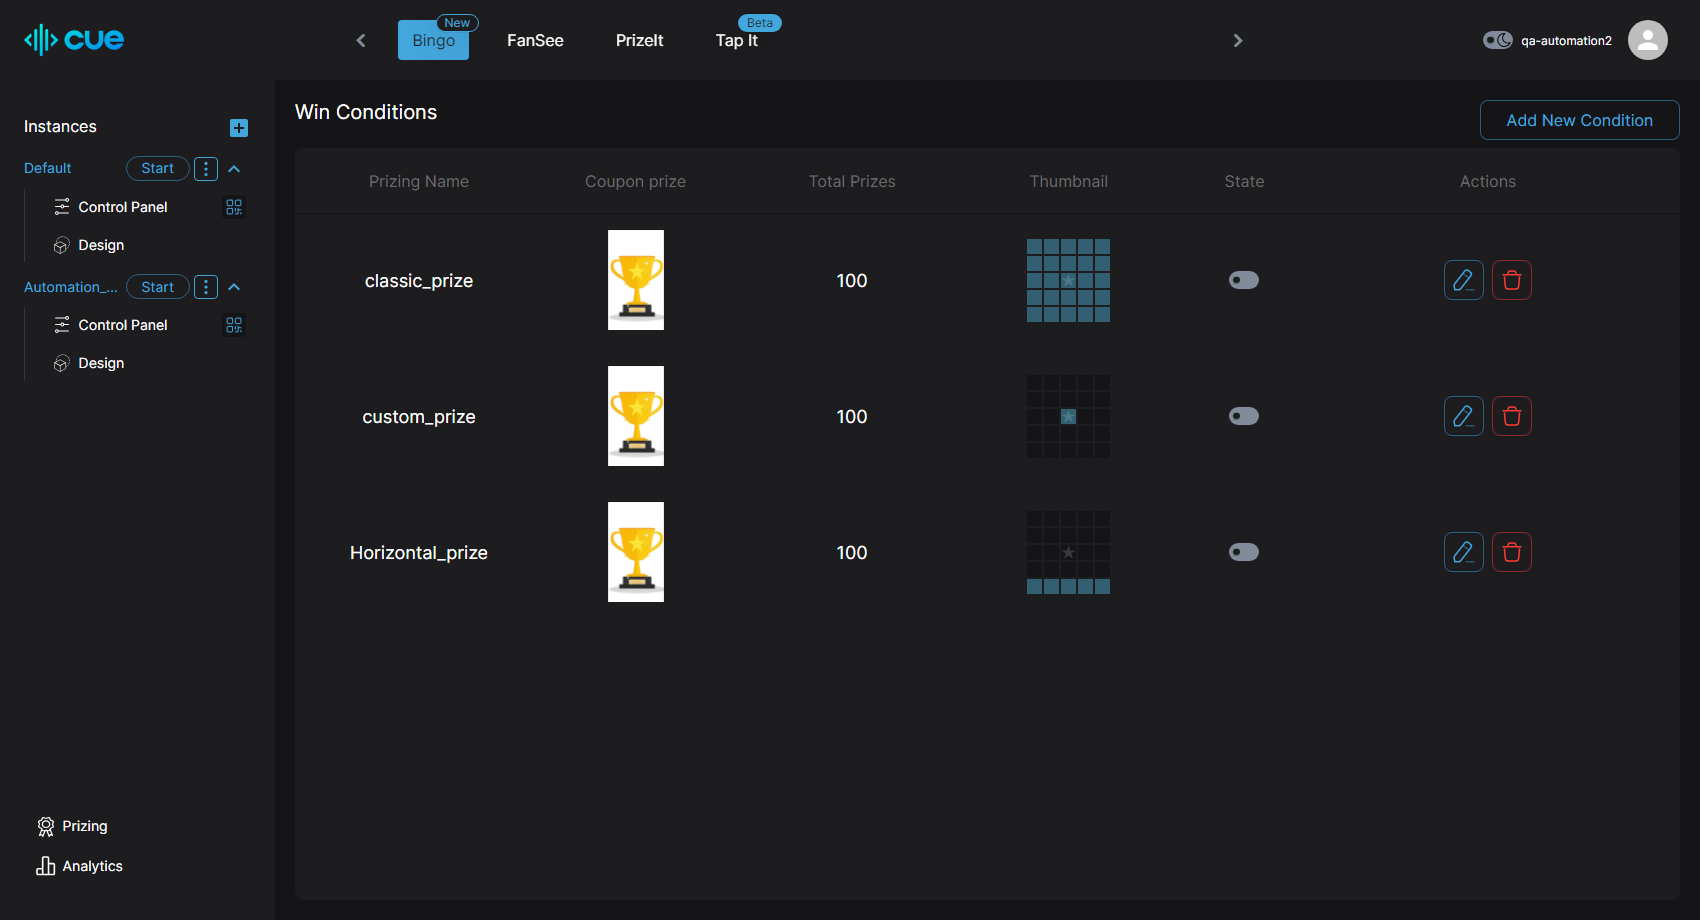 cue
Bingo
New
FanSee
PrizeIt
Tap It
Beta
qa-automation2
Instances
Default
Start
Control Panel
Design
Automation_...
Start
Control Panel
Design
Prizing
Analytics
Win Conditions
Add New Condition
Prizing Name Coupon prize Total Prizes Thumbnail State Actions
classic_prize 100
custom_prize 100
Horizontal_prize 100